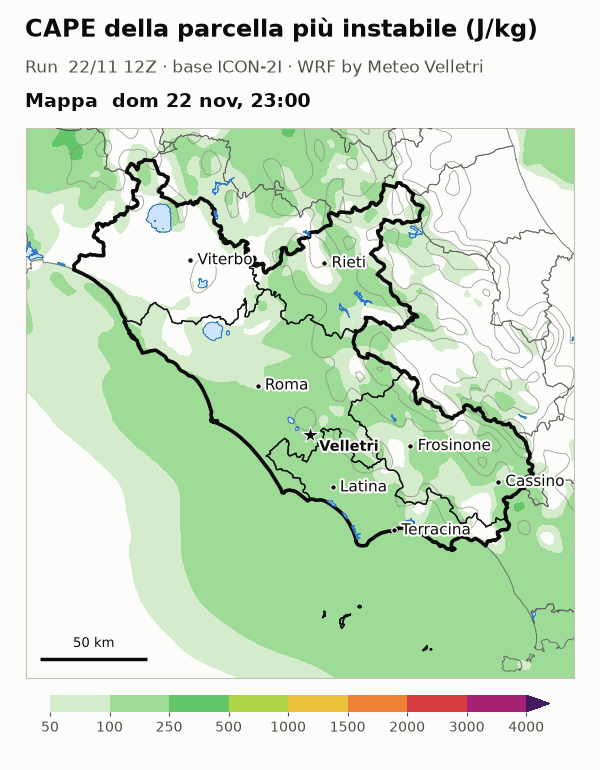 CAPE della parcella più instabile (J/kg)
Run  22/11 12Z · base ICON-2I · WRF by Meteo Velletri
Mappa  dom 22 nov, 23:00
Viterbo
Rieti
Roma
Velletri
Frosinone
Latina
Cassino
Terracina
50 km
50 100 250 500 1000 1500 2000 3000 4000